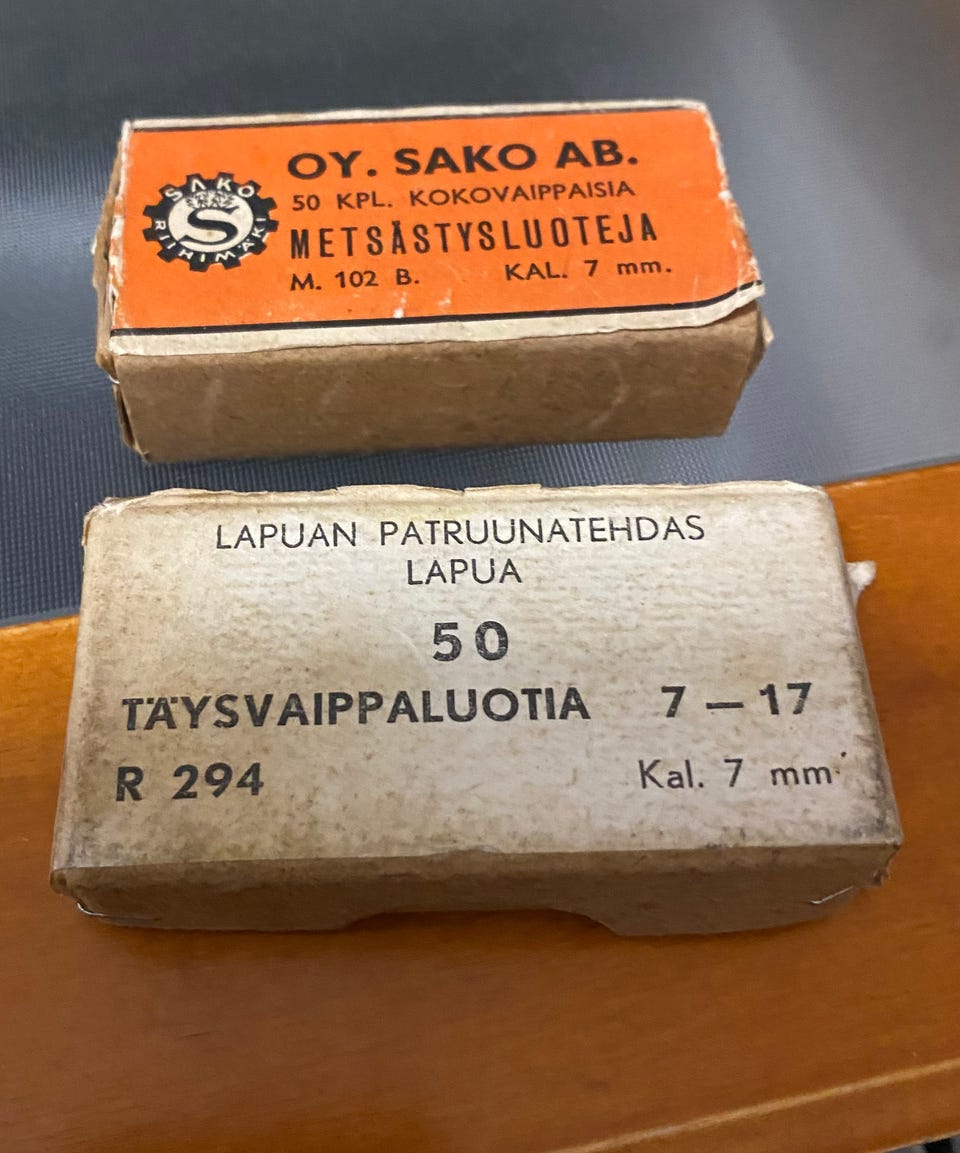 OY. SAKO AB.
50 KPL. KOKOVAIPPAISIA
METSÄSTYSLUOTEJA
M. 102 B. KAL. 7 mm.
SAKO
S
RIIHIMÄKI
LAPUAN PATRUUNATEHDAS
LAPUA
50
TÄYSVAIPPALUOTIA 7 — 17
R 294 Kal. 7 mm